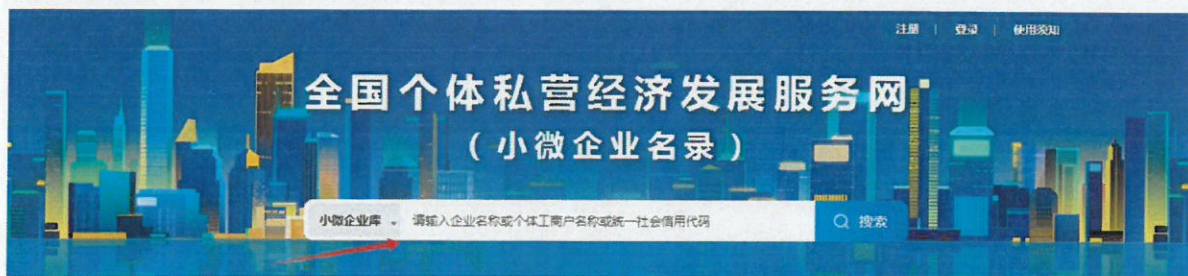 注册 | 登录 | 使用须知
全国个体私营经济发展服务网
（小微企业名录）
小微企业库 请输入企业名称或个体工商户名称或统一社会信用代码 搜索